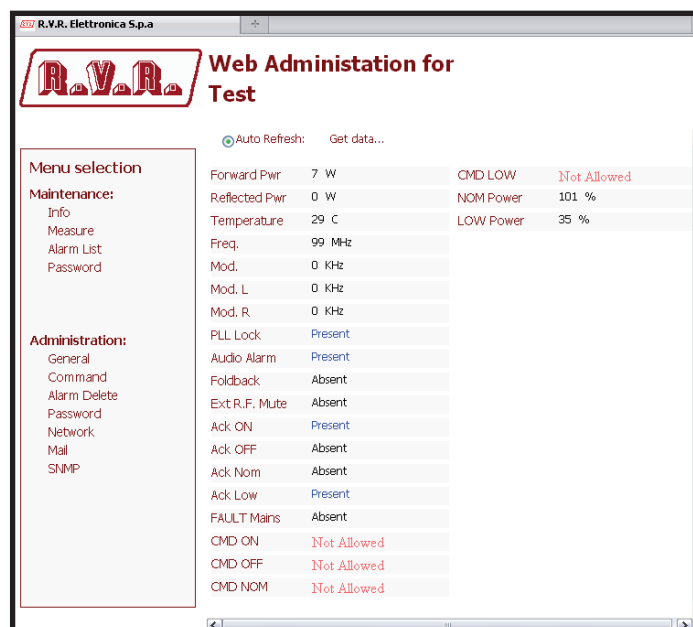 R.V.R. Elettronica S.p.a
R.V.R.
Web Administation for
Test
Auto Refresh: Get data...
Menu selection
Maintenance:
Info
Measure
Alarm List
Password
Administration:
General
Command
Alarm Delete
Password
Network
Mail
SNMP
Forward Pwr 7 W
Reflected Pwr 0 W
Temperature 29 C
Freq. 99 MHz
Mod. 0 KHz
Mod. L 0 KHz
Mod. R 0 KHz
PLL Lock Present
Audio Alarm Present
Foldback Absent
Ext R.F. Mute Absent
Ack ON Present
Ack OFF Absent
Ack Nom Absent
Ack Low Present
FAULT Mains Absent
CMD ON Not Allowed
CMD OFF Not Allowed
CMD NOM Not Allowed
CMD LOW Not Allowed
NOM Power 101 %
LOW Power 35 %